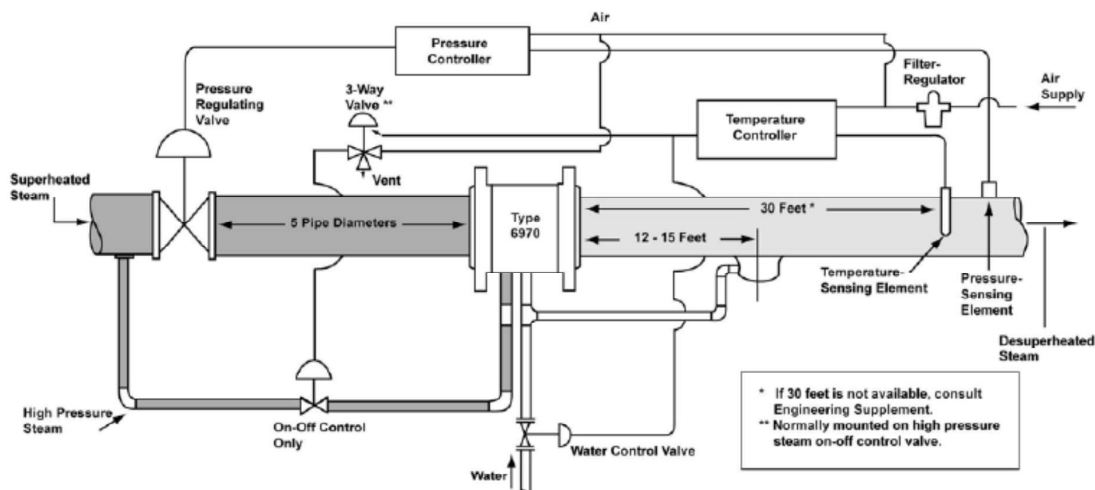 Air
Pressure
Controller
Filter-
Regulator
Air
Supply
Pressure
Regulating
Valve
3-Way
Valve **
Temperature
Controller
Vent
Superheated
Steam
5 Pipe Diameters
Type
6970
30 Feet *
12 - 15 Feet
Temperature-
Sensing Element
Pressure-
Sensing
Element
Desuperheated
Steam
High Pressure
Steam
On-Off Control
Only
Water Control Valve
Water
* If 30 feet is not available, consult
Engineering Supplement.
** Normally mounted on high pressure
steam on-off control valve.